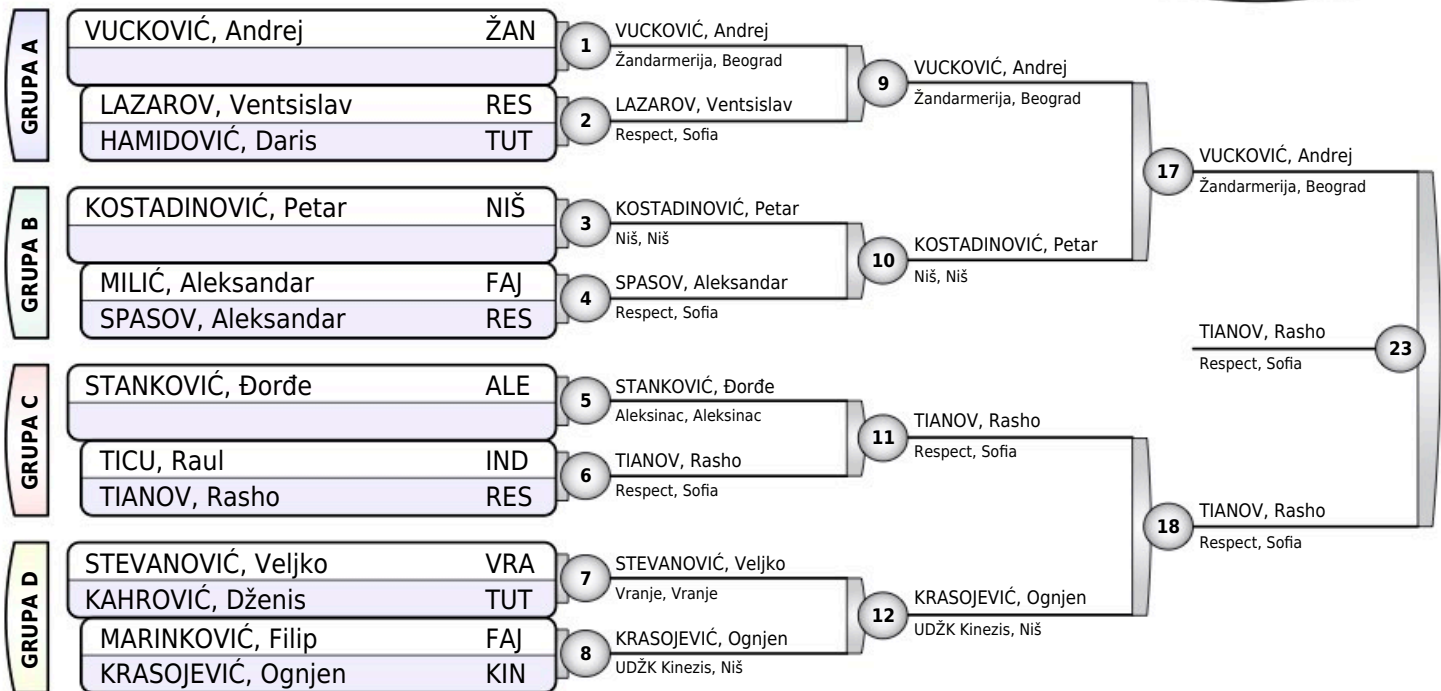 GRUPA A
VUCKOVIĆ, Andrej ŽAN
LAZAROV, Ventsislav RES
HAMIDOVIĆ, Daris TUT
GRUPA B
KOSTADINOVIĆ, Petar NIŠ
MILIĆ, Aleksandar FAJ
SPASOV, Aleksandar RES
GRUPA C
STANKOVIĆ, Đorđe ALE
TICU, Raul IND
TIANOV, Rasho RES
GRUPA D
STEVANOVIĆ, Veljko VRA
KAHROVIĆ, Dženis TUT
MARINKOVIĆ, Filip FAJ
KRASOJEVIĆ, Ognjen KIN
1
VUCKOVIĆ, Andrej
Žandarmerija, Beograd
2
LAZAROV, Ventsislav
Respect, Sofia
3
KOSTADINOVIĆ, Petar
Niš, Niš
4
SPASOV, Aleksandar
Respect, Sofia
5
STANKOVIĆ, Đorđe
Aleksinac, Aleksinac
6
TIANOV, Rasho
Respect, Sofia
7
STEVANOVIĆ, Veljko
Vranje, Vranje
8
KRASOJEVIĆ, Ognjen
UDŽK Kinezis, Niš
9
VUCKOVIĆ, Andrej
Žandarmerija, Beograd
10
KOSTADINOVIĆ, Petar
Niš, Niš
11
TIANOV, Rasho
Respect, Sofia
12
KRASOJEVIĆ, Ognjen
UDŽK Kinezis, Niš
17
VUCKOVIĆ, Andrej
Žandarmerija, Beograd
18
TIANOV, Rasho
Respect, Sofia
TIANOV, Rasho
Respect, Sofia
23